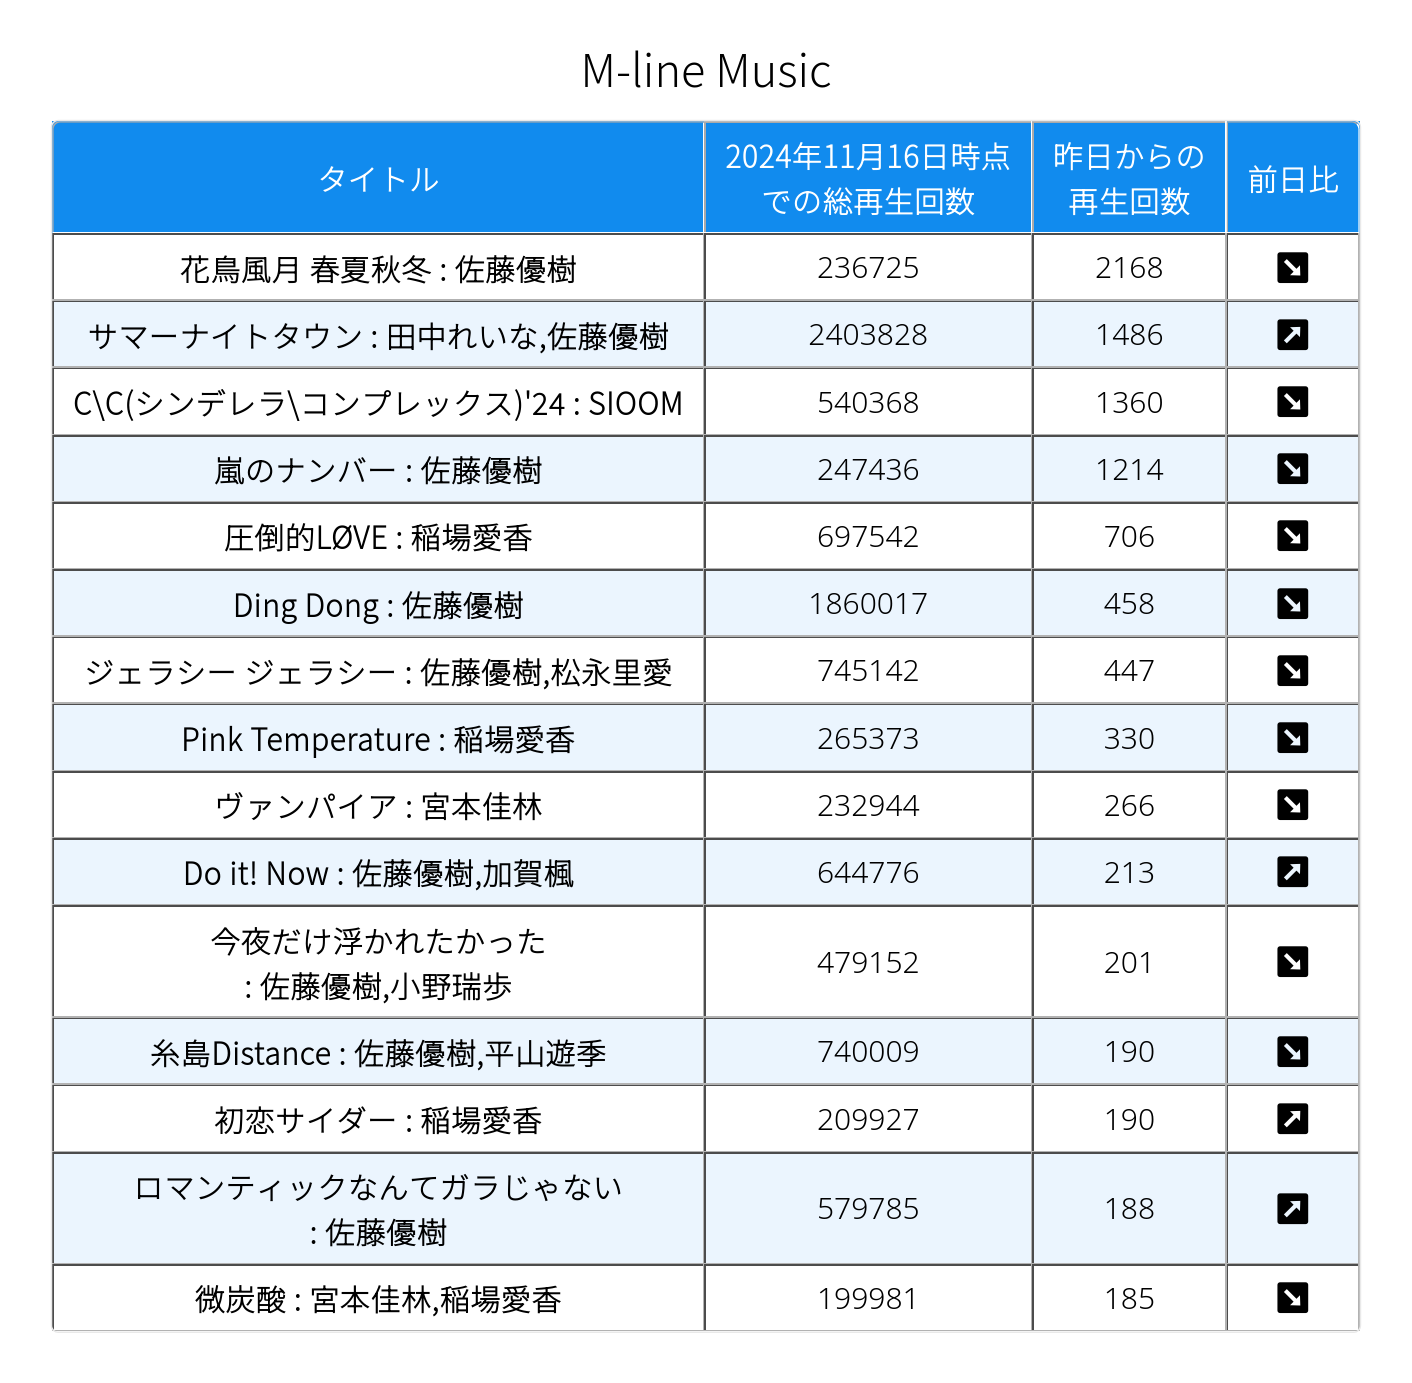 M-line Music
タイトル
2024年11月16日時点
での総再生回数
昨日からの
再生回数
前日比
花鳥風月 春夏秋冬 : 佐藤優樹 236725 2168 ↘
サマーナイトタウン : 田中れいな,佐藤優樹 2403828 1486 ↗
C\C(シンデレラ\コンプレックス)'24 : SIOOM 540368 1360 ↘
嵐のナンバー : 佐藤優樹 247436 1214 ↘
圧倒的LØVE : 稲場愛香 697542 706 ↘
Ding Dong : 佐藤優樹 1860017 458 ↘
ジェラシー ジェラシー : 佐藤優樹,松永里愛 745142 447 ↘
Pink Temperature : 稲場愛香 265373 330 ↘
ヴァンパイア : 宮本佳林 232944 266 ↘
Do it! Now : 佐藤優樹,加賀楓 644776 213 ↗
今夜だけ浮かれたかった
: 佐藤優樹,小野瑞歩 479152 201 ↘
糸島Distance : 佐藤優樹,平山遊季 740009 190 ↘
初恋サイダー : 稲場愛香 209927 190 ↗
ロマンティックなんてガラじゃない
: 佐藤優樹 579785 188 ↗
微炭酸 : 宮本佳林,稲場愛香 199981 185 ↘